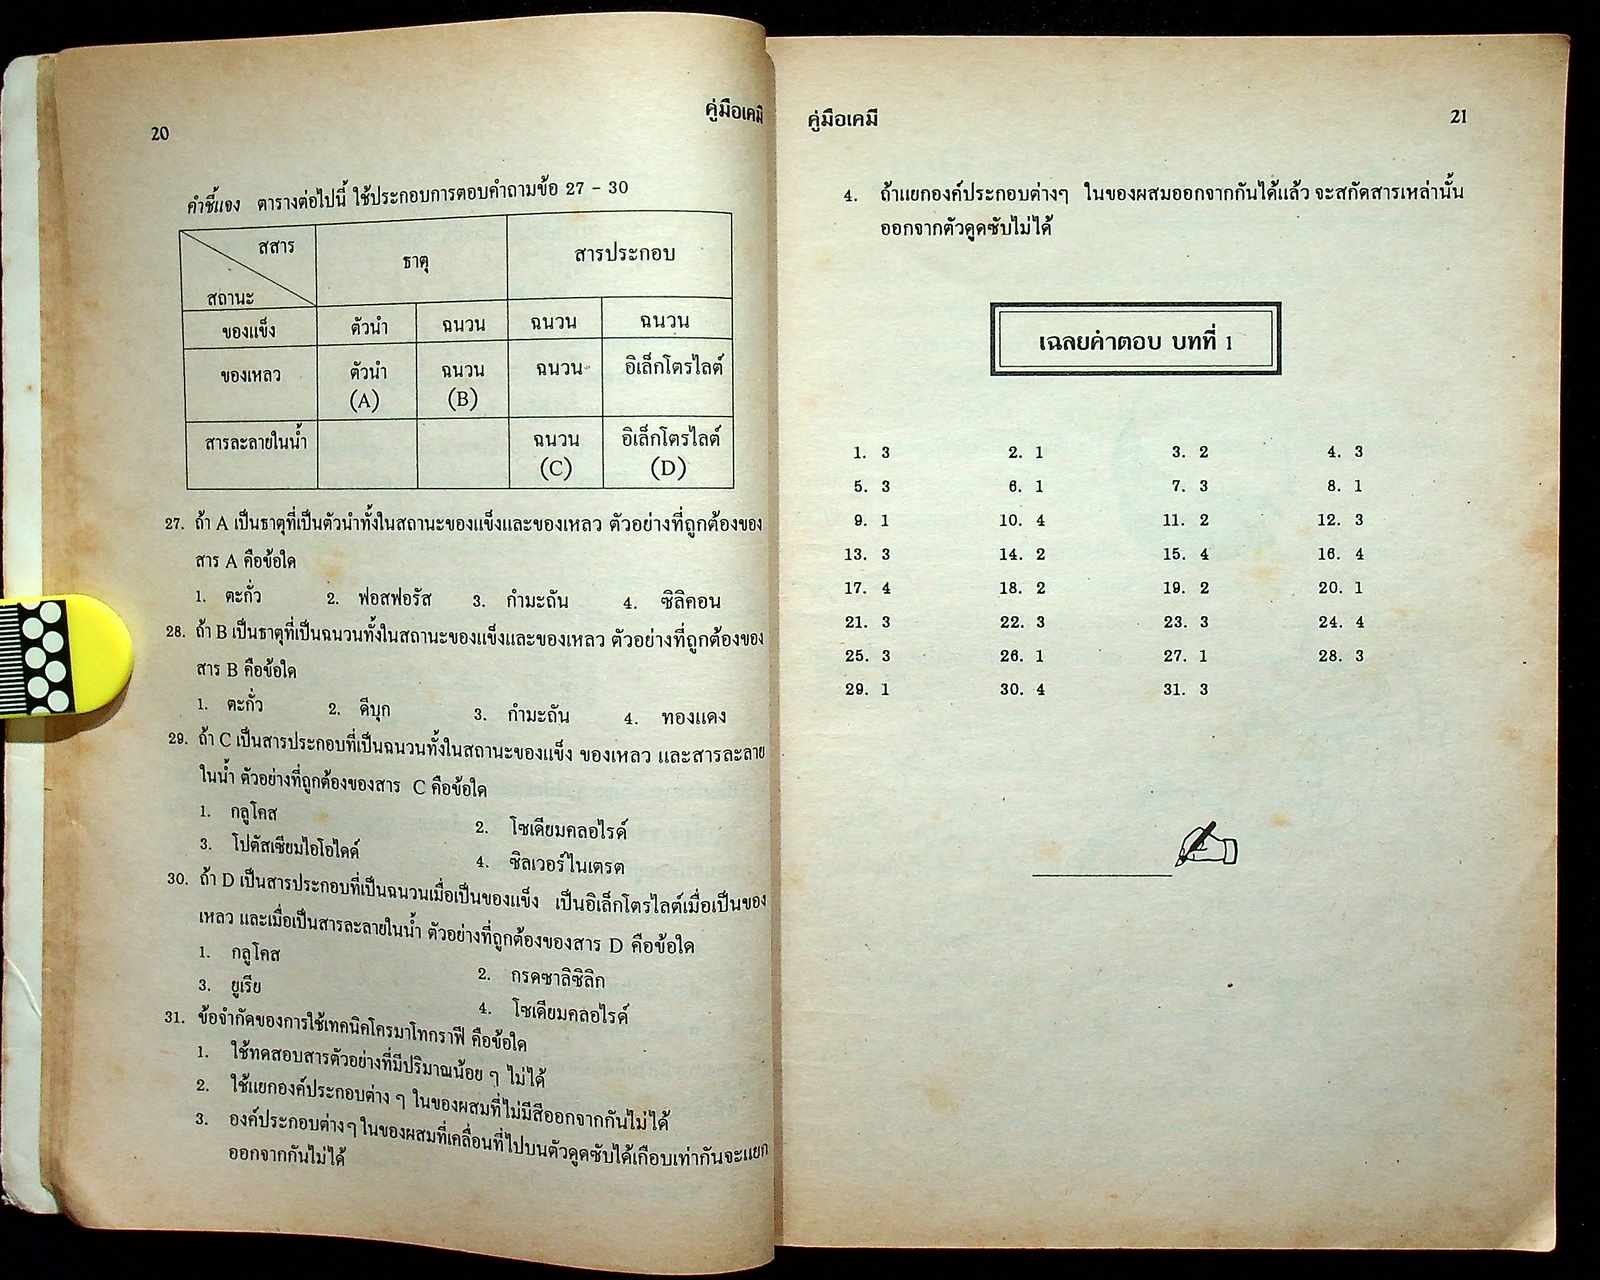 20
คู่มือเคมี
คำชี้แจง ตารางต่อไปนี้ ใช้ประกอบการตอบคำถามข้อ 27 - 30
สสาร
สถานะ
ธาตุ สารประกอบ
ของแข็ง ตัวนำ ฉนวน ฉนวน ฉนวน
ของเหลว ตัวนำ ฉนวน ฉนวน อิเล็กโตรไลต์
(A) (B)
สารละลายในน้ำ ฉนวน อิเล็กโตรไลต์
(C) (D)
27. ถ้า A เป็นธาตุที่เป็นตัวนำทั้งในสถานะของแข็งและของเหลว ตัวอย่างที่ถูกต้องของ
สาร A คือข้อใด
1. ตะกั่ว 2. ฟอสฟอรัส 3. กำมะถัน 4. ซิลิคอน
28. ถ้า B เป็นธาตุที่เป็นฉนวนทั้งในสถานะของแข็งและของเหลว ตัวอย่างที่ถูกต้องของ
สาร B คือข้อใด
1. ตะกั่ว 2. ดีบุก 3. กำมะถัน 4. ทองแดง
29. ถ้า C เป็นสารประกอบที่เป็นฉนวนทั้งในสถานะของแข็ง ของเหลว และสารละลาย
ในน้ำ ตัวอย่างที่ถูกต้องของสาร C คือข้อใด
1. กลูโคส 2. โซเดียมคลอไรด์
3. โปตัสเซียมไอโอไดด์ 4. ซิลเวอร์ไนเตรต
30. ถ้า D เป็นสารประกอบที่เป็นฉนวนเมื่อเป็นของแข็ง เป็นอิเล็กโตรไลต์เมื่อเป็นของ
เหลว และเมื่อเป็นสารละลายในน้ำ ตัวอย่างที่ถูกต้องของสาร D คือข้อใด
1. กลูโคส 2. กรดซาลิซิลิก
3. ยูเรีย 4. โซเดียมคลอไรด์
31. ข้อจำกัดของการใช้เทคนิคโครมาโทกราฟี คือข้อใด
1. ใช้ทดสอบสารตัวอย่างที่มีปริมาณน้อย ๆ ไม่ได้
2. ใช้แยกองค์ประกอบต่าง ๆ ในของผสมที่ไม่มีสีออกจากกันไม่ได้
3. องค์ประกอบต่างๆ ในของผสมที่เคลื่อนที่ไปบนตัวดูดซับได้เกือบเท่ากันจะแยก
ออกจากกันไม่ได้
คู่มือเคมี
21
4. ถ้าแยกองค์ประกอบต่างๆ ในของผสมออกจากกันได้แล้ว จะสกัดสารเหล่านั้น
ออกจากตัวดูดซับไม่ได้
เฉลยคำตอบ บทที่ 1
1. 3 2. 1 3. 2 4. 3
5. 3 6. 1 7. 3 8. 1
9. 1 10. 4 11. 2 12. 3
13. 3 14. 2 15. 4 16. 4
17. 4 18. 2 19. 2 20. 1
21. 3 22. 3 23. 3 24. 4
25. 3 26. 1 27. 1 28. 3
29. 1 30. 4 31. 3